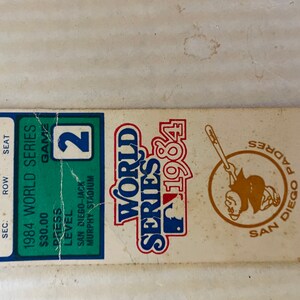 SEC. ROW SEAT
1984 WORLD SERIES
$30.00 GAME
PRESS
LEVEL
2
SAN DIEGO-JACK
MURPHY STADIUM
WORLD
SERIES
1984
SAN DIEGO PADRES